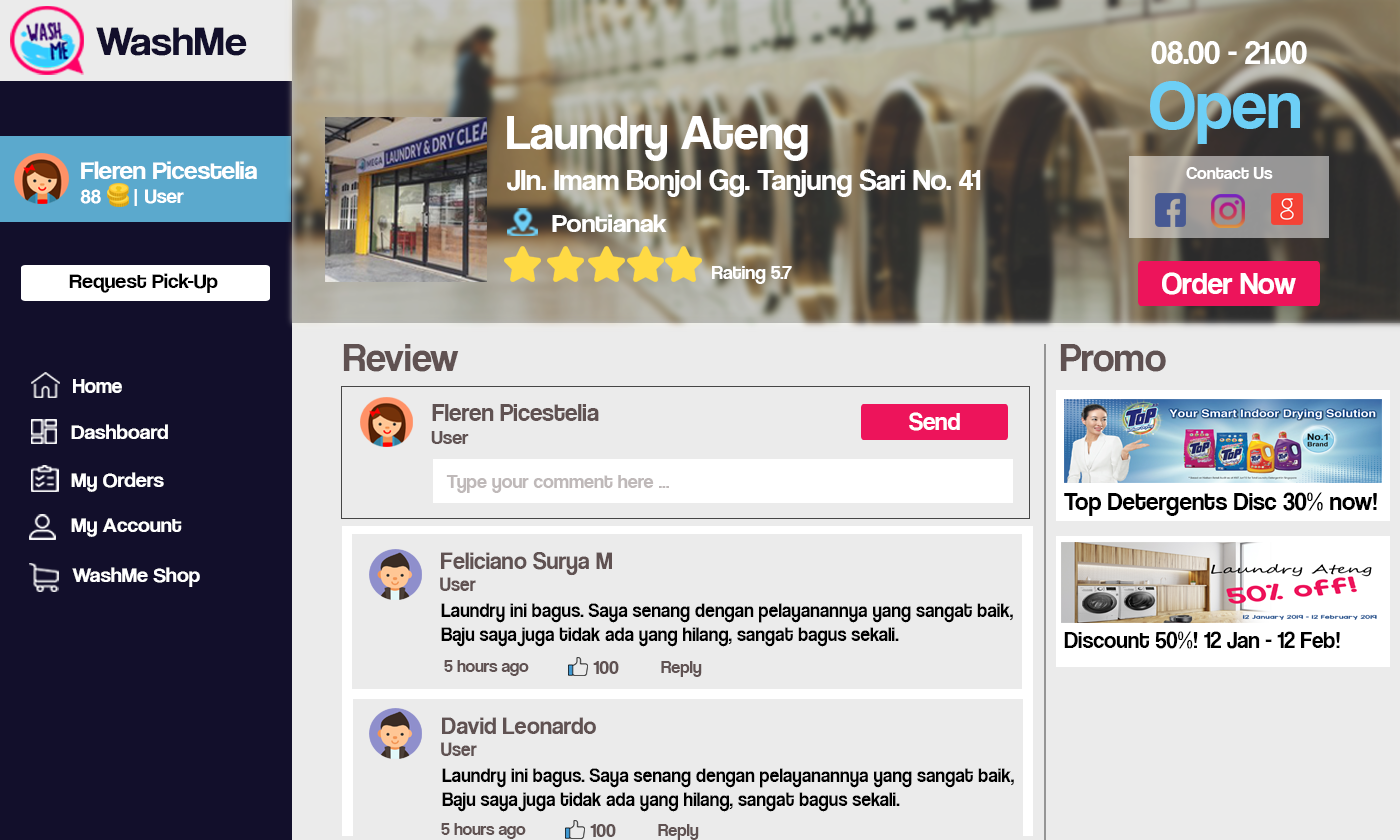 WASH
ME
WashMe
Fleren Picestelia
88 | User
Request Pick-Up
Home
Dashboard
My Orders
My Account
WashMe Shop
MEGA LAUNDRY & DRY CLEA
Laundry Ateng
Jln. Imam Bonjol Gg. Tanjung Sari No. 41
Pontianak
Rating 5.7
08.00 - 21.00
Open
Contact Us
Order Now
Review
Fleren Picestelia
User
Send
Type your comment here ...
Feliciano Surya M
User
Laundry ini bagus. Saya senang dengan pelayanannya yang sangat baik,
Baju saya juga tidak ada yang hilang, sangat bagus sekali.
5 hours ago 100 Reply
David Leonardo
User
Laundry ini bagus. Saya senang dengan pelayanannya yang sangat baik,
Baju saya juga tidak ada yang hilang, sangat bagus sekali.
5 hours ago 100 Reply
Promo
TOP
Your Smart Indoor Drying Solution
No.1
Brand
TOP TOP TOP TOP
Top Detergents Disc 30% now!
Laundry Ateng
50% off!
12 January 2019 - 12 February 2019
Discount 50%! 12 Jan - 12 Feb!